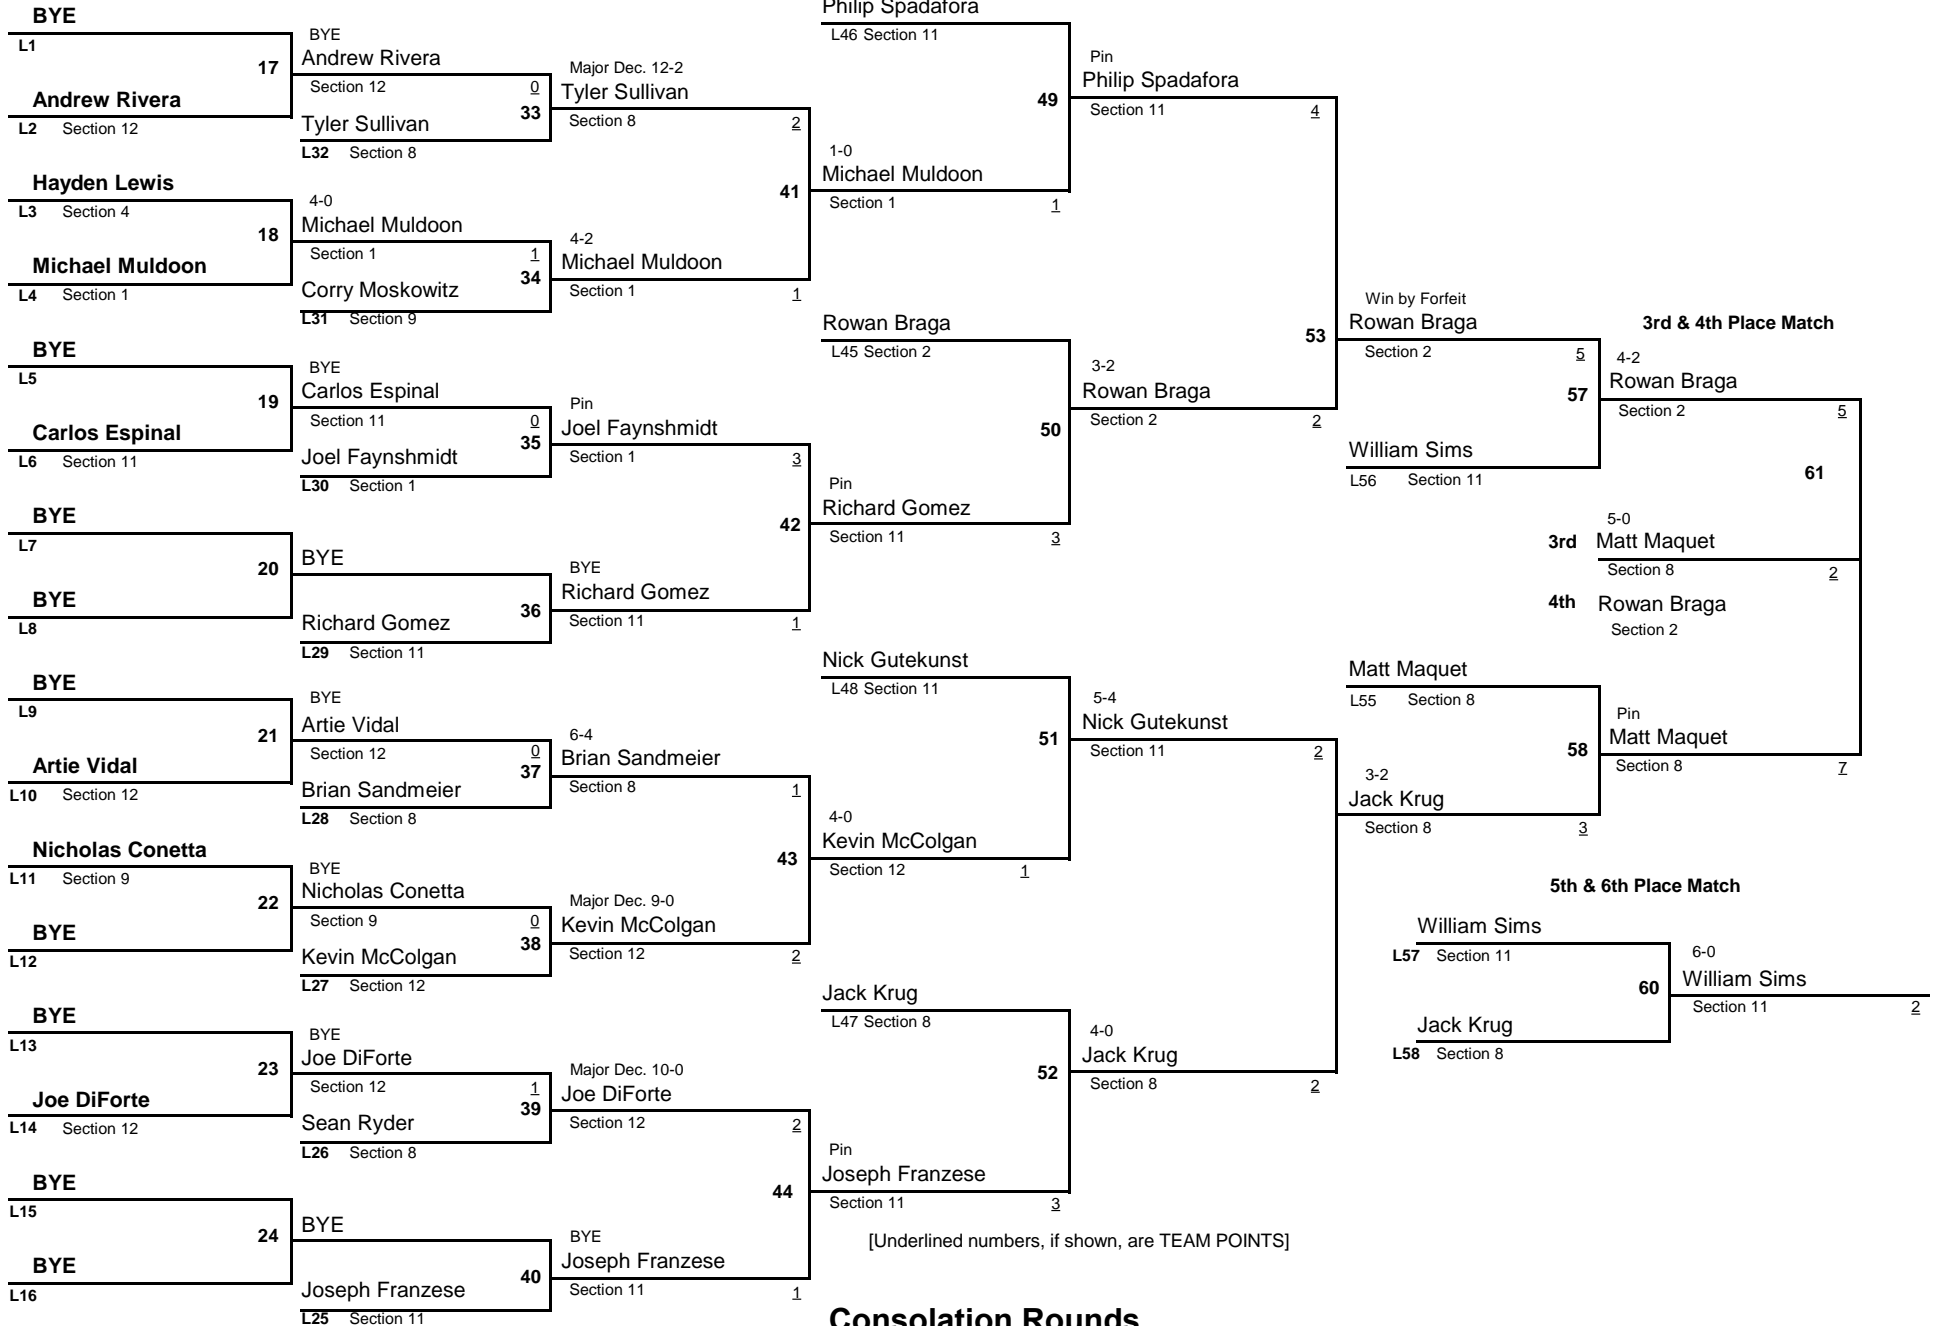 BYE
L1
17
Andrew Rivera
L2 Section 12
Hayden Lewis
L3 Section 4
18
Michael Muldoon
L4 Section 1
BYE
L5
19
Carlos Espinal
L6 Section 11
BYE
L7
20
BYE
L8
BYE
L9
21
Artie Vidal
L10 Section 12
Nicholas Conetta
L11 Section 9
22
BYE
L12
BYE
L13
23
Joe DiForte
L14 Section 12
BYE
L15
24
BYE
L16
BYE
Andrew Rivera
Section 12 0
33
Tyler Sullivan
L32 Section 8
4-0
Michael Muldoon
Section 1 1
34
Corry Moskowitz
L31 Section 9
BYE
Carlos Espinal
Section 11 0
35
Joel Faynshmidt
L30 Section 1
BYE
36
Richard Gomez
L29 Section 11
BYE
Artie Vidal
Section 12 0
37
Brian Sandmeier
L28 Section 8
BYE
Nicholas Conetta
Section 9 0
38
Kevin McColgan
L27 Section 12
BYE
Joe DiForte
Section 12 1
39
Sean Ryder
L26 Section 8
BYE
40
Joseph Franzese
L25 Section 11
Major Dec. 12-2
Tyler Sullivan
Section 8 2
41
4-2
Michael Muldoon
Section 1 1
Pin
Joel Faynshmidt
Section 1 3
42
BYE
Richard Gomez
Section 11 1
6-4
Brian Sandmeier
Section 8 1
43
Major Dec. 9-0
Kevin McColgan
Section 12 2
Major Dec. 10-0
Joe DiForte
Section 12 2
44
BYE
Joseph Franzese
Section 11 1
Philip Spadafora
L46 Section 11
49
1-0
Michael Muldoon
Section 1 1
Rowan Braga
L45 Section 2
50
Pin
Richard Gomez
Section 11 3
Nick Gutekunst
L48 Section 11
51
4-0
Kevin McColgan
Section 12 1
Jack Krug
L47 Section 8
52
Pin
Joseph Franzese
Section 11 3
Pin
Philip Spadafora
Section 11 4
53
3-2
Rowan Braga
Section 2 2
5-4
Nick Gutekunst
Section 11 2
4-0
Jack Krug
Section 8 2
Win by Forfeit
Rowan Braga
Section 2 5
57
William Sims
L56 Section 11
3rd & 4th Place Match
4-2
Rowan Braga
Section 2 5
61
5-0
3rd Matt Maquet
Section 8 2
4th Rowan Braga
Section 2
Matt Maquet
L55 Section 8
58
3-2
Jack Krug
Section 8 3
Pin
Matt Maquet
Section 8 7
5th & 6th Place Match
William Sims
L57 Section 11
60
Jack Krug
L58 Section 8
6-0
William Sims
Section 11 2
[Underlined numbers, if shown, are TEAM POINTS]
Consolation Rounds